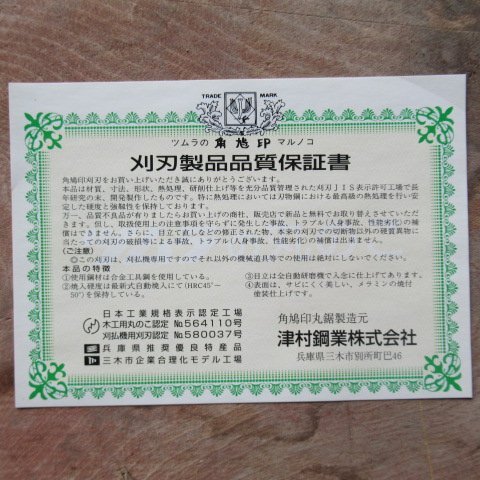 TRADE MARK
ツムラの 角鳩印 マルノコ
刈刃製品品質保証書
角鳩印刈刃をお買い上げいただき誠にありがとうございます。
本品は材質、寸法、形状、熱処理、研削仕上げ等を充分品質管理された刈刃JIS表示許可工場で長
年研究の末、開発製作したものです。特に熱処理においては刃物鋼における最高級の熱処理を行い安
定した硬度と強靱性を保持しております。
万一、品質不良品が有りましたらお買い上げの商社、販売店で新品と無料でお取り替えさせていただ
きます。但し、取扱使用上の注意事項を守らずに発生した事故、トラブル(人身事故、性能劣化)の補
償はできません。さらに、目立て直しなどの修正された物、本来の刈刃での切断物以外の硬質異物に
当たっての刈刃の破損等による事故、トラブル(人身事故、性能劣化)の補償は出来ません。
(ご注意)
◎この刈刃は、刈払機専用ですのでそれ以外の機械道具等での使用は絶対にしないでください。
本品の特徴
①使用鋼材は合金工具鋼を使用している。
②焼入硬度は最新式自動焼入にて(HRC45°~
50°)を保持している。
③目立は全自動研磨機で入念に仕上げてあります。
④表面は、サビにくく美しい、メラミンの焼付
塗装仕上げです。
日本工業規格表示認定工場
木工用丸のこ認定 №564110号
刈払機用刈刃認定 №580037号
兵庫県推奨優良特産品
三木市企業合理化モデル工場
角鳩印丸鋸製造元
津村鋼業株式会社
兵庫県三木市別所町巴46